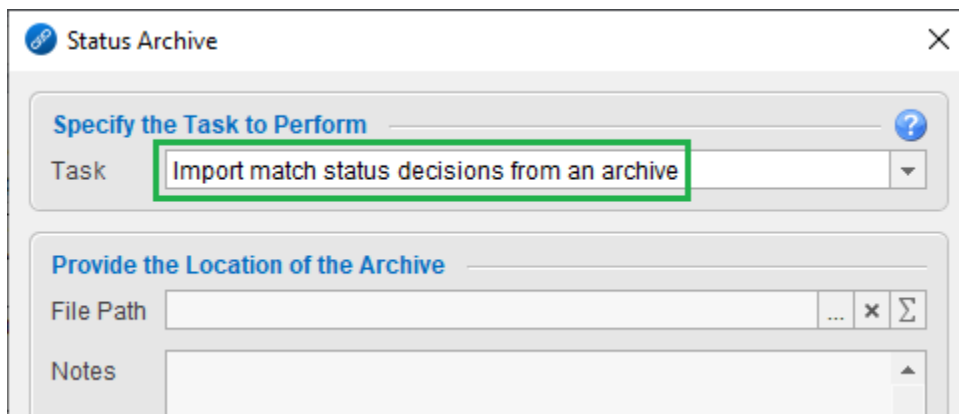 Status Archive
Specify the Task to Perform
?
Task Import match status decisions from an archive
Provide the Location of the Archive
File Path ... × Σ
Notes